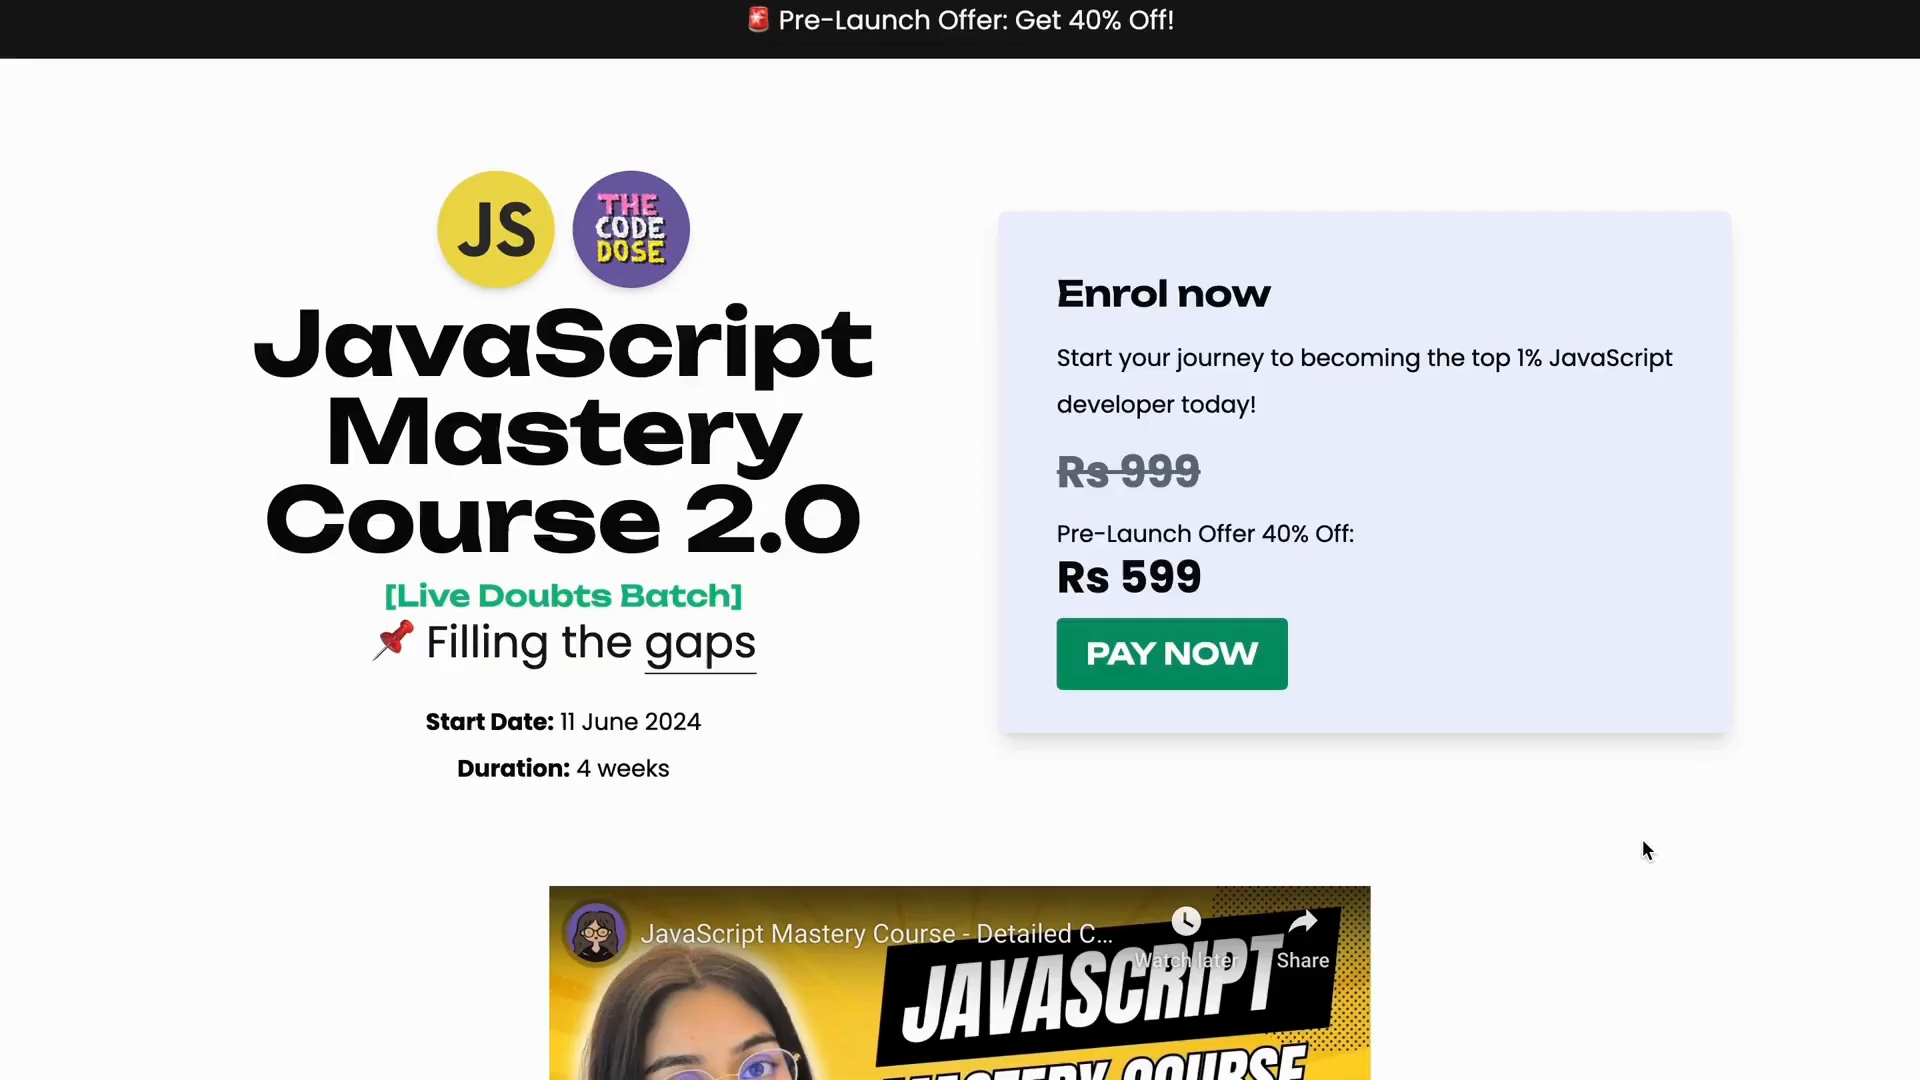 🚨 Pre-Launch Offer: Get 40% Off!
JS
THE
CODE
DOSE
JavaScript
Mastery
Course 2.0
[Live Doubts Batch]
📌 Filling the gaps
Start Date: 11 June 2024
Duration: 4 weeks
Enrol now
Start your journey to becoming the top 1% JavaScript
developer today!
Rs 999
Pre-Launch Offer 40% Off:
Rs 599
PAY NOW
JavaScript Mastery Course - Detailed C...
Watch later
Share
JAVASCRIPT
MASTERY COURSE